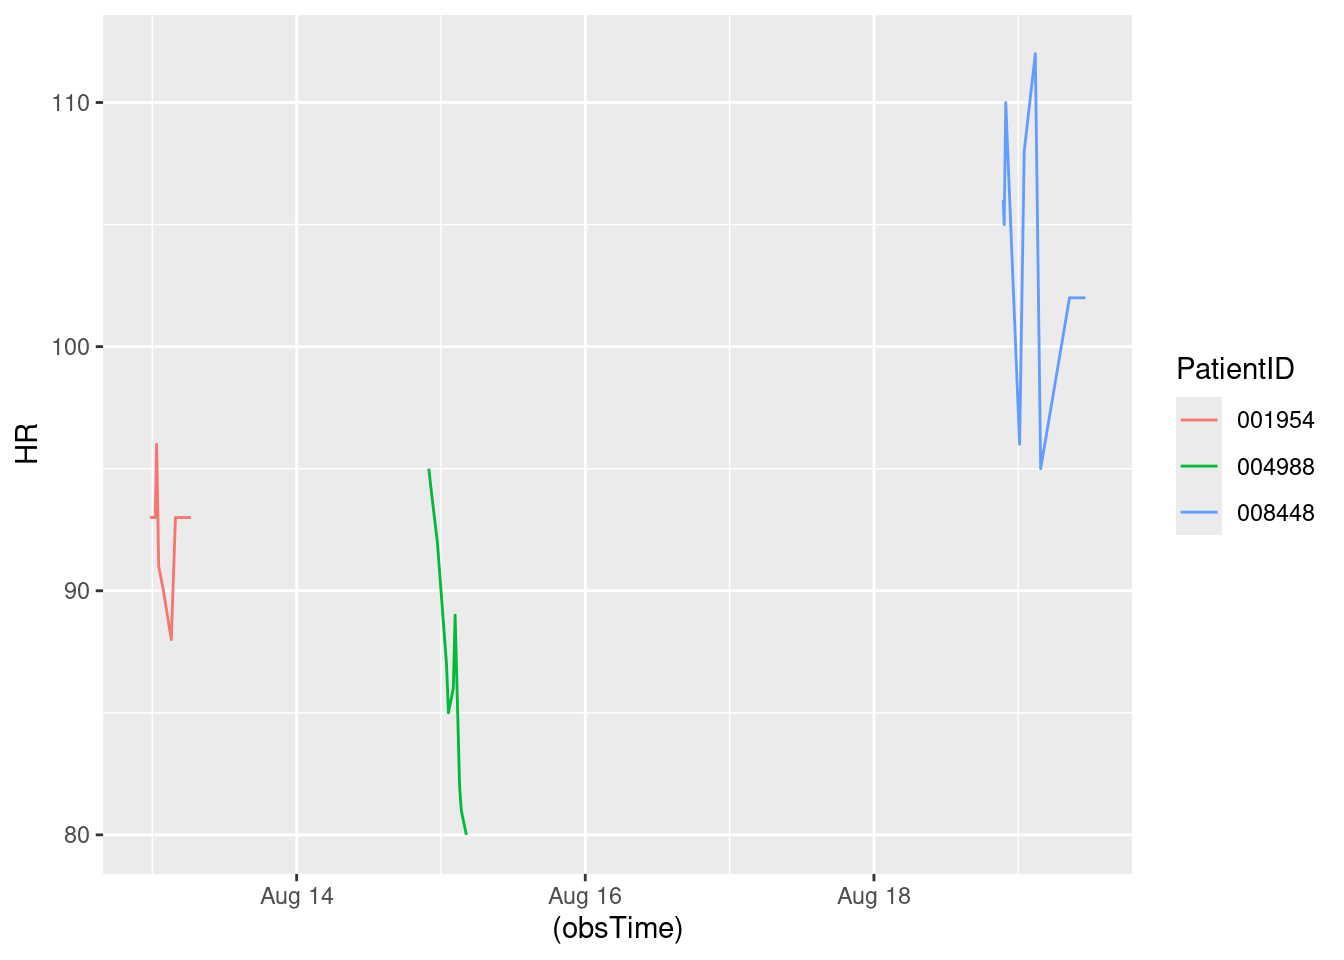 110
100
90
80
HR
Aug 14
Aug 16
Aug 18
(obsTime)
PatientID
001954
004988
008448